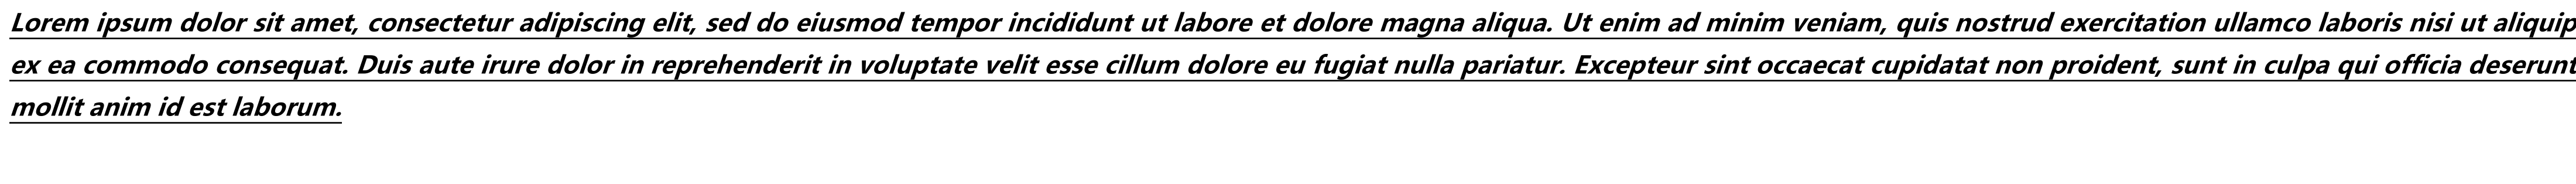 Lorem ipsum dolor sit amet, consectetur adipiscing elit, sed do eiusmod tempor incididunt ut labore et dolore magna aliqua. Ut enim ad minim veniam, quis nostrud exercitation ullamco laboris nisi ut aliquip
ex ea commodo consequat. Duis aute irure dolor in reprehenderit in voluptate velit esse cillum dolore eu fugiat nulla pariatur. Excepteur sint occaecat cupidatat non proident, sunt in culpa qui officia deserunt
mollit anim id est laborum.